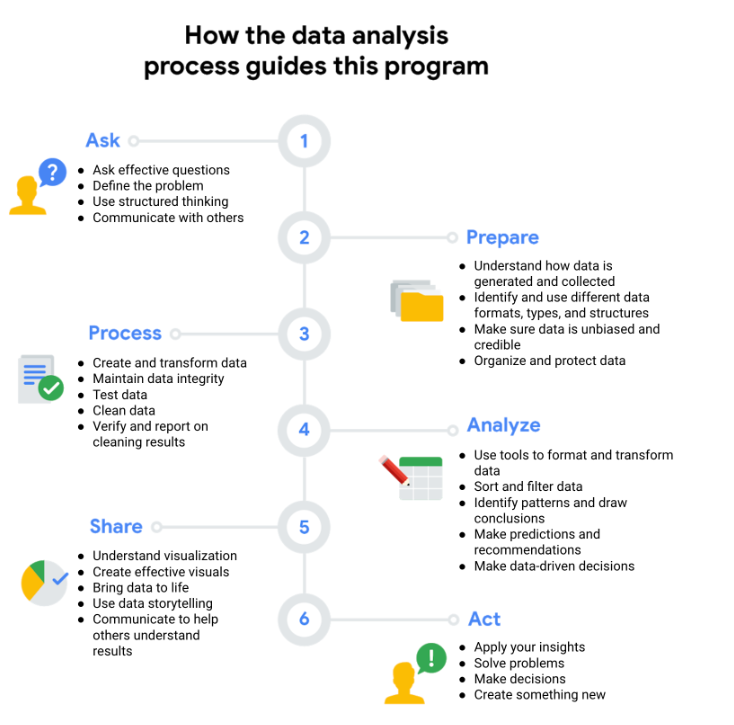 How the data analysis
process guides this program
Ask
1
● Ask effective questions
● Define the problem
● Use structured thinking
● Communicate with others
?
2
Prepare
● Understand how data is
generated and collected
● Identify and use different data
formats, types, and structures
● Make sure data is unbiased and
credible
● Organize and protect data
Process
3
● Create and transform data
● Maintain data integrity
● Test data
● Clean data
● Verify and report on
cleaning results
4
Analyze
● Use tools to format and transform
data
● Sort and filter data
● Identify patterns and draw
conclusions
● Make predictions and
recommendations
● Make data-driven decisions
Share
5
● Understand visualization
● Create effective visuals
● Bring data to life
● Use data storytelling
● Communicate to help
others understand
results
6
Act
● Apply your insights
● Solve problems
● Make decisions
● Create something new
!